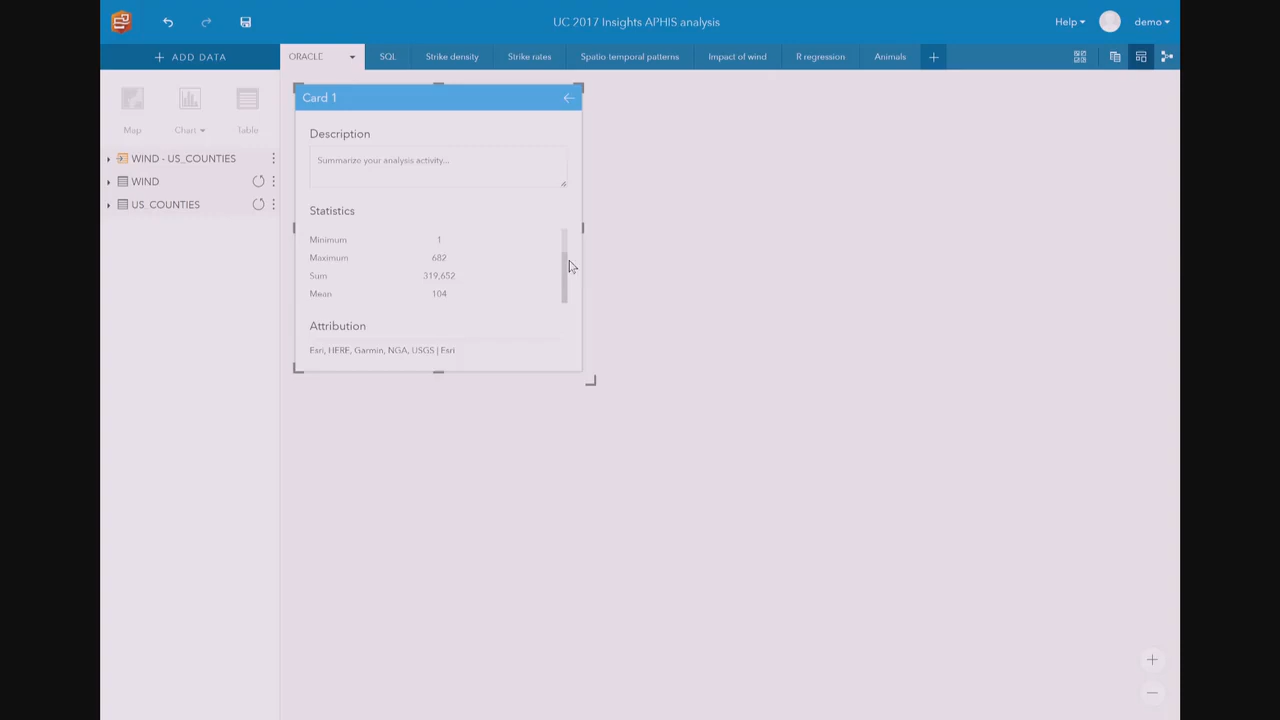 UC 2017 Insights APHIS analysis
Help
demo
ADD DATA
ORACLE
SQL
Strike density
Strike rates
Spatio temporal patterns
Impact of wind
R regression
Animals
Map
Chart
Table
WIND - US_COUNTIES
WIND
US_COUNTIES
Card 1
Description
Summarize your analysis activity...
Statistics
Minimum 1
Maximum 682
Sum 319,652
Mean 104
Attribution
Esri, HERE, Garmin, NGA, USGS | Esri